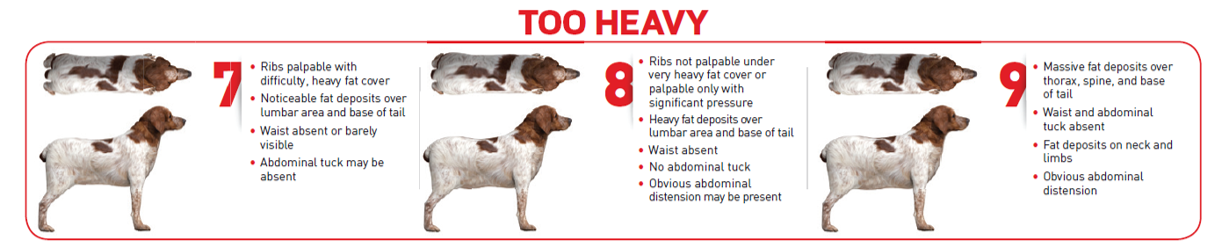 TOO HEAVY
7
• Ribs palpable with
difficulty, heavy fat cover
• Noticeable fat deposits over
lumbar area and base of tail
• Waist absent or barely
visible
• Abdominal tuck may be
absent
8
• Ribs not palpable under
very heavy fat cover or
palpable only with
significant pressure
• Heavy fat deposits over
lumbar area and base of tail
• Waist absent
• No abdominal tuck
• Obvious abdominal
distension may be present
9
• Massive fat deposits over
thorax, spine, and base
of tail
• Waist and abdominal
tuck absent
• Fat deposits on neck and
limbs
• Obvious abdominal
distension